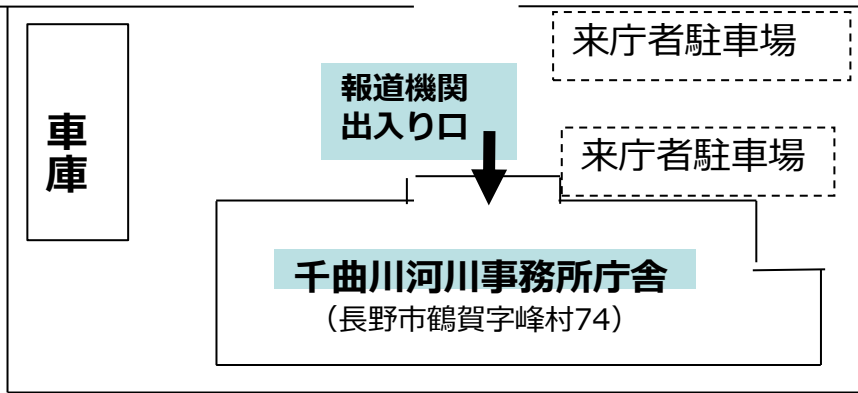 来庁者駐車場
報道機関
出入り口
車庫
来庁者駐車場
千曲川河川事務所庁舎
（長野市鶴賀字峰村74）